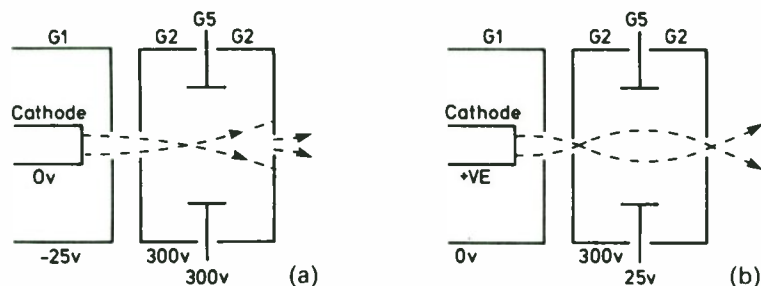 G5
G1 G2 G2
Cathode
0v
-25v 300v
300v
(a)
G5
G1 G2 G2
Cathode
+VE
0v 300v
25v
(b)